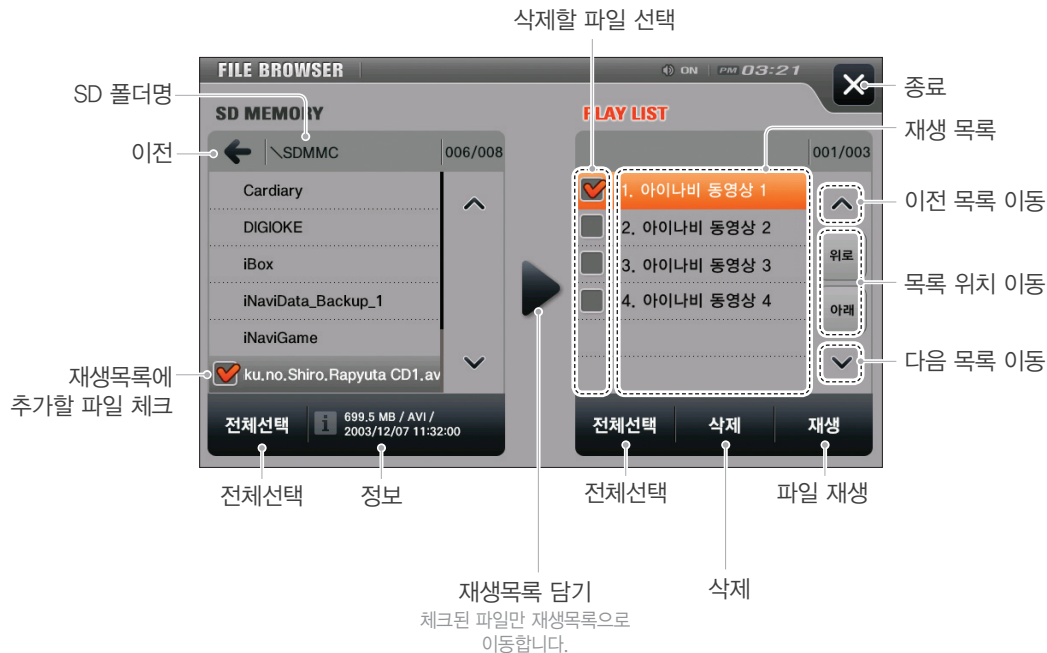 삭제할 파일 선택
FILE BROWSER
ON PM 03:21
종료
SD 폴더명
SD MEMORY
PLAY LIST
재생 목록
이전
\SDMMC
006/008
001/003
Cardiary
1. 아이나비 동영상 1
이전 목록 이동
DIGIOKE
2. 아이나비 동영상 2
iBox
3. 아이나비 동영상 3
위로
목록 위치 이동
iNaviData_Backup_1
4. 아이나비 동영상 4
아래
iNaviGame
재생목록에
추가할 파일 체크
ku.no.Shiro.Rapyuta CD1.av
다음 목록 이동
전체선택
i
699.5 MB / AVI /
2003/12/07 11:32:00
전체선택
삭제
재생
전체선택
정보
전체선택
파일 재생
재생목록 담기
삭제
체크된 파일만 재생목록으로
이동합니다.